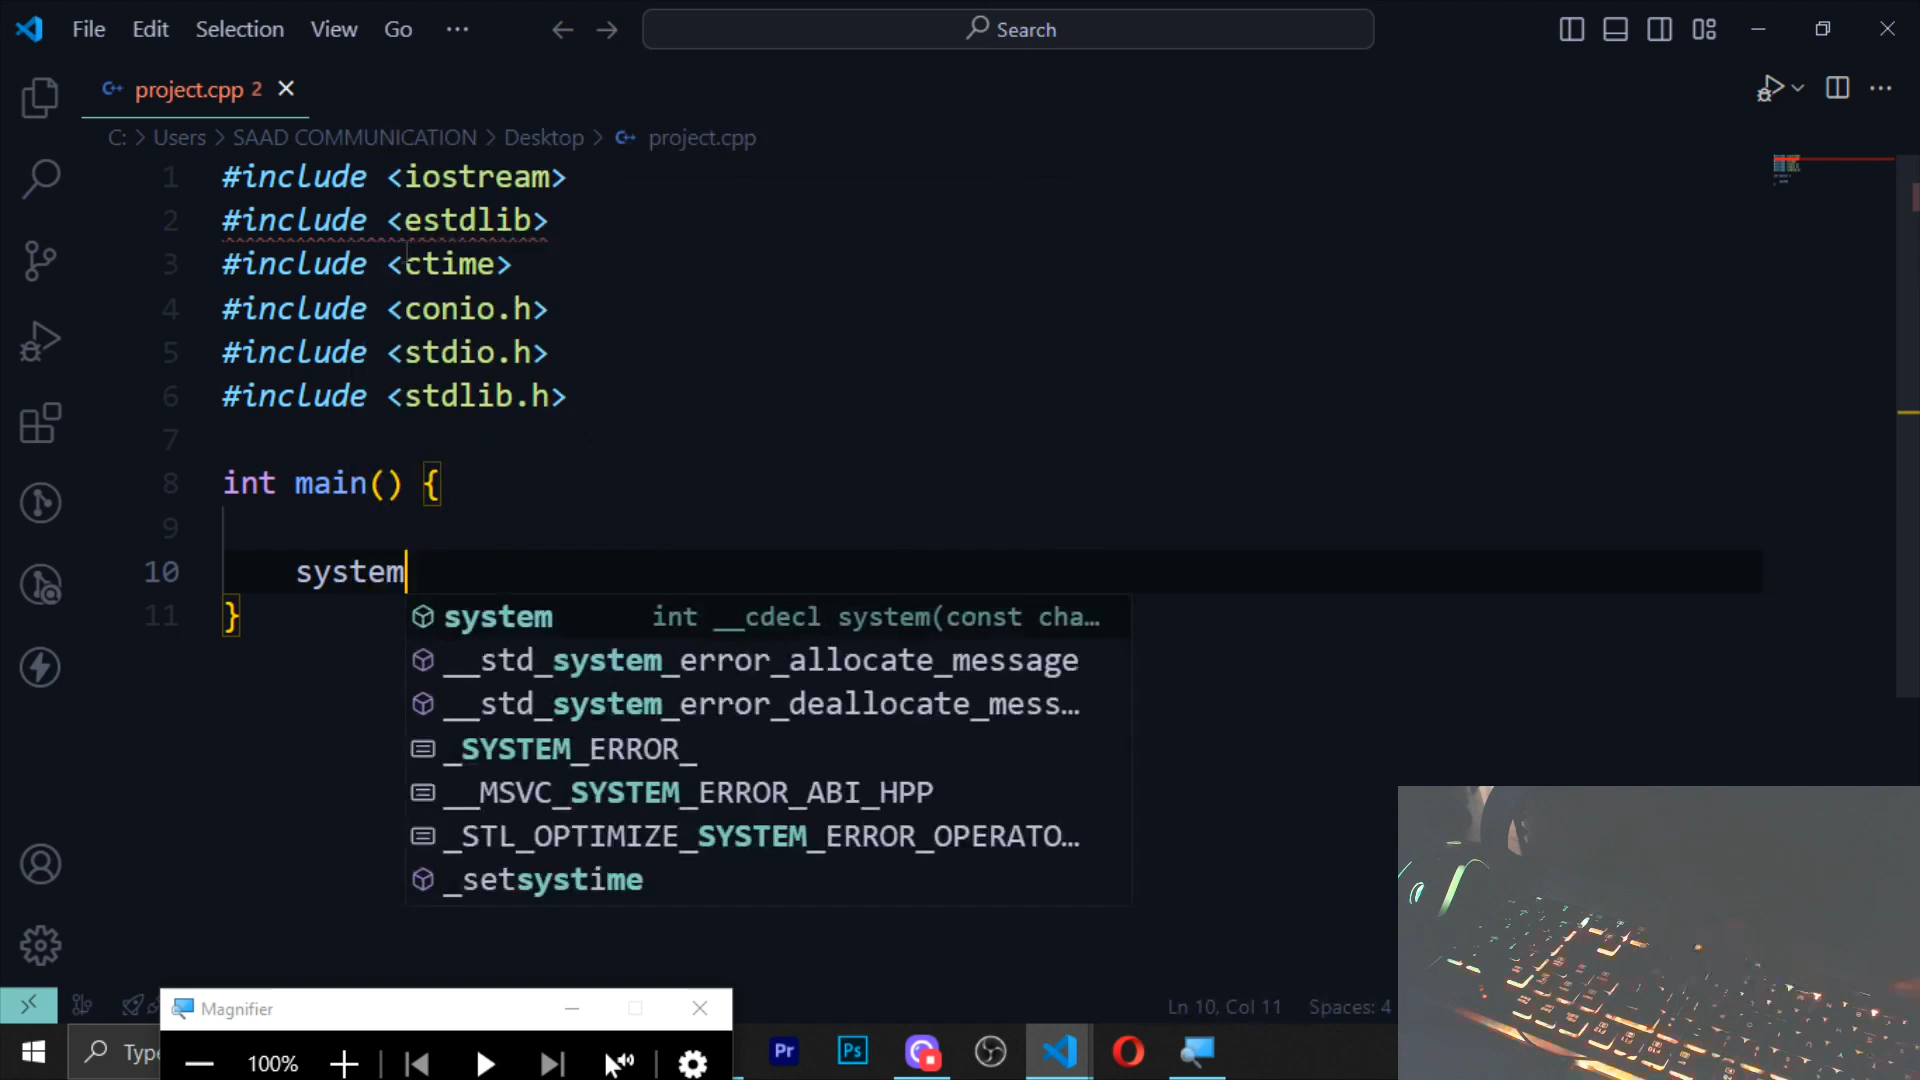 File Edit Selection View Go ···
Search
project.cpp 2
C: > Users > SAAD COMMUNICATION > Desktop > project.cpp
1 #include <iostream>
2 #include <estdlib>
3 #include <ctime>
4 #include <conio.h>
5 #include <stdio.h>
6 #include <stdlib.h>
7
8 int main() {
9
10 system
11 }
system int __cdecl system(const cha…
__std_system_error_allocate_message
__std_system_error_deallocate_mess…
_SYSTEM_ERROR_
__MSVC_SYSTEM_ERROR_ABI_HPP
_STL_OPTIMIZE_SYSTEM_ERROR_OPERATO…
_setsystime
Ln 10, Col 11 Spaces: 4
Magnifier
100%
Type
Pr Ps